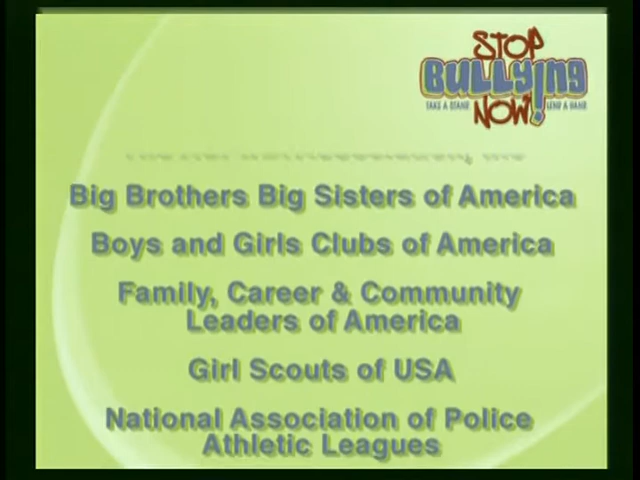 STOP
BULLYING
NOW!
TAKE A STAND LEND A HAND
Big Brothers Big Sisters of America
Boys and Girls Clubs of America
Family, Career & Community
Leaders of America
Girl Scouts of USA
National Association of Police
Athletic Leagues